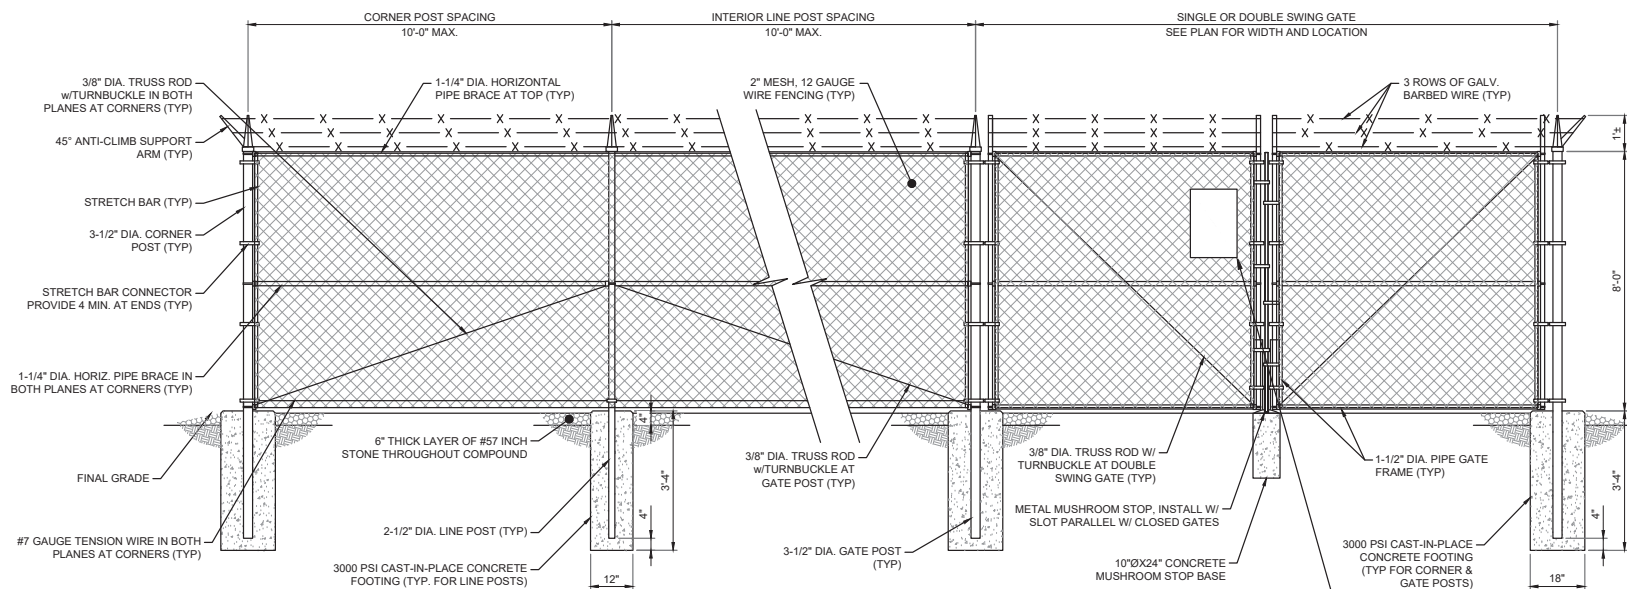 CORNER POST SPACING
10'-0" MAX.
INTERIOR LINE POST SPACING
10'-0" MAX.
SINGLE OR DOUBLE SWING GATE
SEE PLAN FOR WIDTH AND LOCATION
3/8" DIA. TRUSS ROD
w/TURNBUCKLE IN BOTH
PLANES AT CORNERS (TYP)
1-1/4" DIA. HORIZONTAL
PIPE BRACE AT TOP (TYP)
2" MESH, 12 GAUGE
WIRE FENCING (TYP)
3 ROWS OF GALV.
BARBED WIRE (TYP)
45° ANTI-CLIMB SUPPORT
ARM (TYP)
1'±
STRETCH BAR (TYP)
3-1/2" DIA. CORNER
POST (TYP)
STRETCH BAR CONNECTOR
PROVIDE 4 MIN. AT ENDS (TYP)
8'-0"
1-1/4" DIA. HORIZ. PIPE BRACE IN
BOTH PLANES AT CORNERS (TYP)
4"
6" THICK LAYER OF #57 INCH
STONE THROUGHOUT COMPOUND
3/8" DIA. TRUSS ROD
w/TURNBUCKLE AT
GATE POST (TYP)
3/8" DIA. TRUSS ROD W/
TURNBUCKLE AT DOUBLE
SWING GATE (TYP)
1-1/2" DIA. PIPE GATE
FRAME (TYP)
FINAL GRADE
3'-4"
3'-4"
METAL MUSHROOM STOP, INSTALL W/
SLOT PARALLEL W/ CLOSED GATES
4"
4"
2-1/2" DIA. LINE POST (TYP)
#7 GAUGE TENSION WIRE IN BOTH
PLANES AT CORNERS (TYP)
3-1/2" DIA. GATE POST
(TYP)
3000 PSI CAST-IN-PLACE
CONCRETE FOOTING
(TYP FOR CORNER &
GATE POSTS)
3000 PSI CAST-IN-PLACE CONCRETE
FOOTING (TYP. FOR LINE POSTS)
12"
10"ØX24" CONCRETE
MUSHROOM STOP BASE
18"